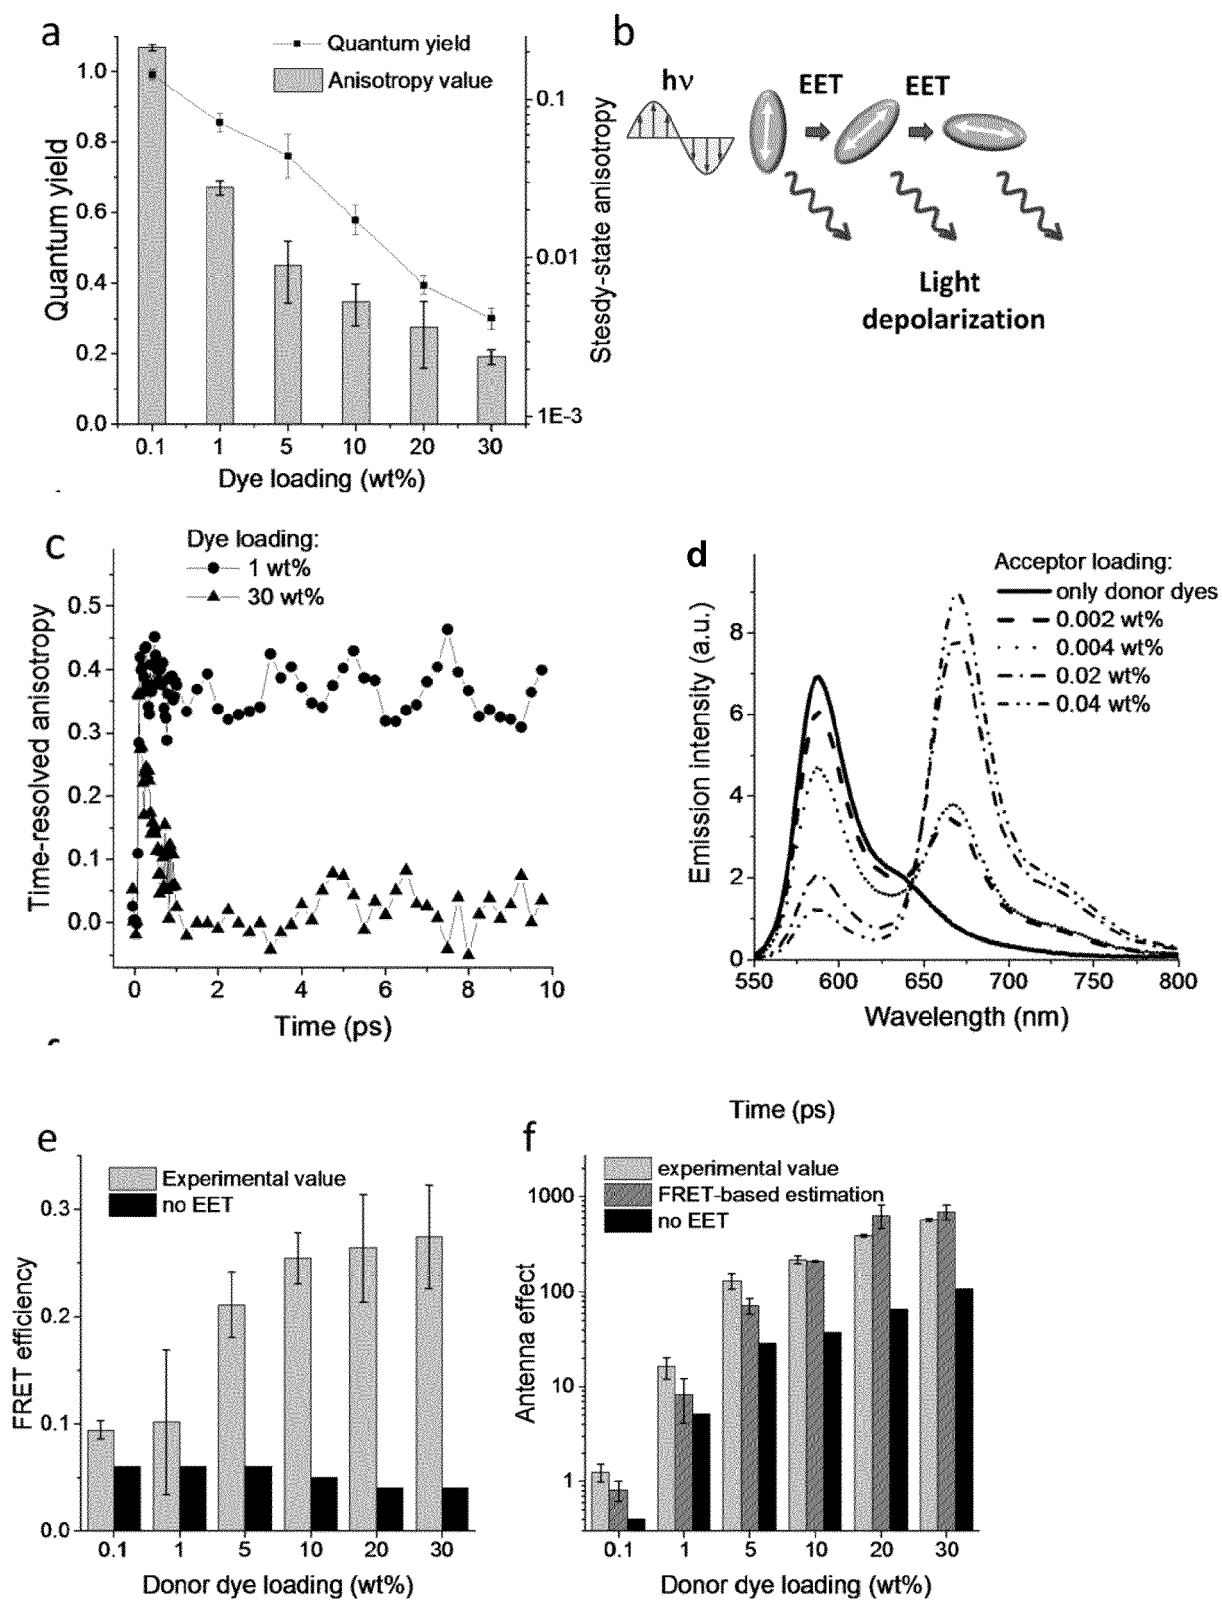 a
Quantum yield
Anisotropy value
1.0
0.8
0.6
0.4
0.2
0.0
Quantum yield
0.1
0.01
1E-3
Stesdy-state anisotropy
0.1 1 5 10 20 30
Dye loading (wt%)
b
hν
EET
EET
Light
depolarization
c
Dye loading:
1 wt%
30 wt%
0.5
0.4
0.3
0.2
0.1
0.0
Time-resolved anisotropy
0 2 4 6 8 10
Time (ps)
d
Acceptor loading:
only donor dyes
0.002 wt%
0.004 wt%
0.02 wt%
0.04 wt%
8
6
4
2
0
Emission intensity (a.u.)
550 600 650 700 750 800
Wavelength (nm)
Time (ps)
e
Experimental value
no EET
0.3
0.2
0.1
0.0
FRET efficiency
0.1 1 5 10 20 30
Donor dye loading (wt%)
f
experimental value
FRET-based estimation
no EET
1000
100
10
1
Antenna effect
0.1 1 5 10 20 30
Donor dye loading (wt%)